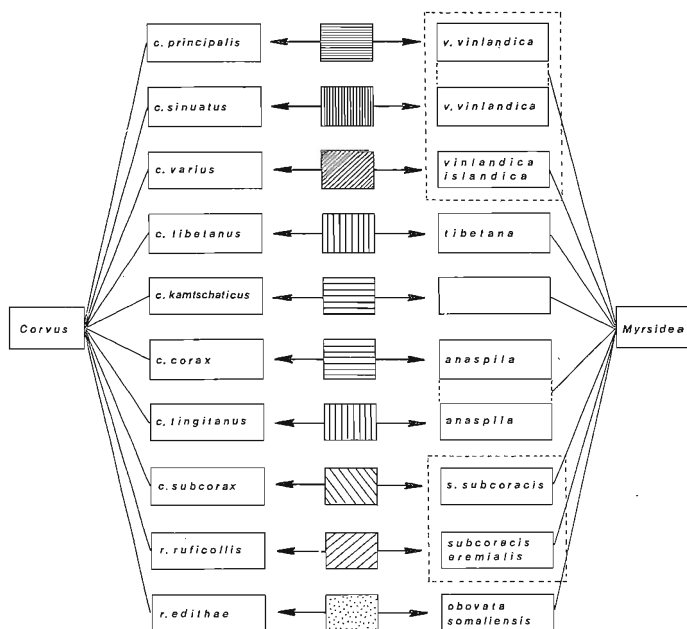 c. principalis
v. vinlandica
c. sinuatus
v. vinlandica
c. varius
vinlandica
islandica
c. tibetanus
tibetana
c. kamtschaticus
Corvus
Myrsidea
c. corax
anaspila
c. tingitanus
anaspila
c. subcorax
s. subcoracis
r. ruficollis
subcoracis
eremialis
r. edithae
obovata
somaliensis